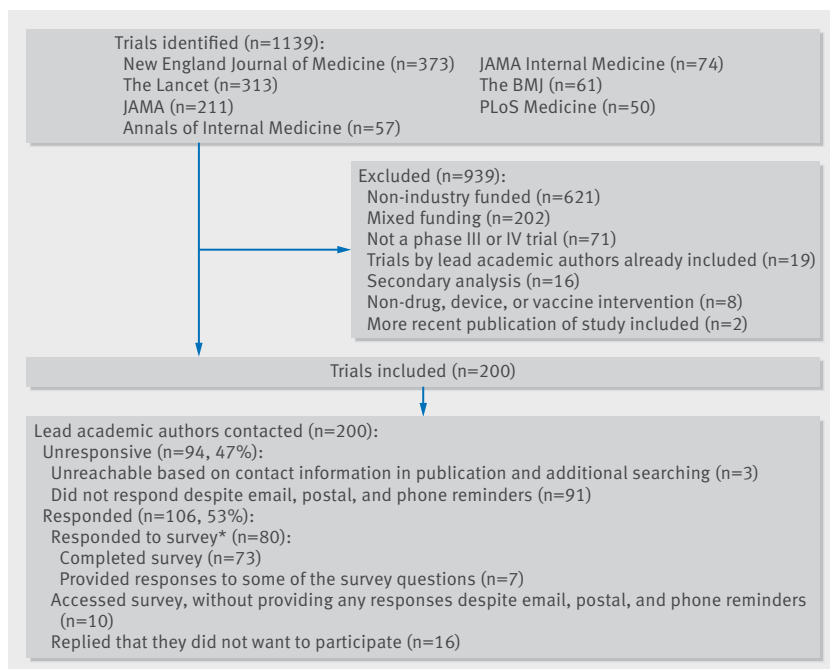 Trials identified (n=1139):
New England Journal of Medicine (n=373)
The Lancet (n=313)
JAMA (n=211)
Annals of Internal Medicine (n=57)
JAMA Internal Medicine (n=74)
The BMJ (n=61)
PLoS Medicine (n=50)
Excluded (n=939):
Non-industry funded (n=621)
Mixed funding (n=202)
Not a phase III or IV trial (n=71)
Trials by lead academic authors already included (n=19)
Secondary analysis (n=16)
Non-drug, device, or vaccine intervention (n=8)
More recent publication of study included (n=2)
Trials included (n=200)
Lead academic authors contacted (n=200):
Unresponsive (n=94, 47%)
Unreachable based on contact information in publication and additional searching (n=3)
Did not respond despite email, postal, and phone reminders (n=91)
Responded (n=106, 53%):
Responded to survey* (n=80):
Completed survey (n=73)
Provided responses to some of the survey questions (n=7)
Accessed survey, without providing any responses despite email, postal, and phone reminders
(n=10)
Replied that they did not want to participate (n=16)